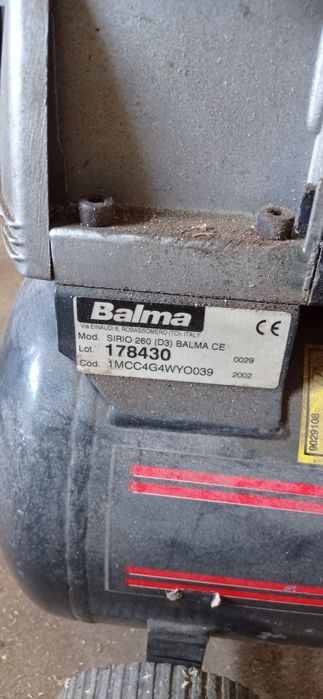 Balma
Via EINAUDI 6, ROBASSOMERO (TO)-ITALY
CE
Mod. SIRIO 260 (D3) BALMA CE
Lot. 178430 0029
Cod. 1MCC4G4WYO039 2002
9029108